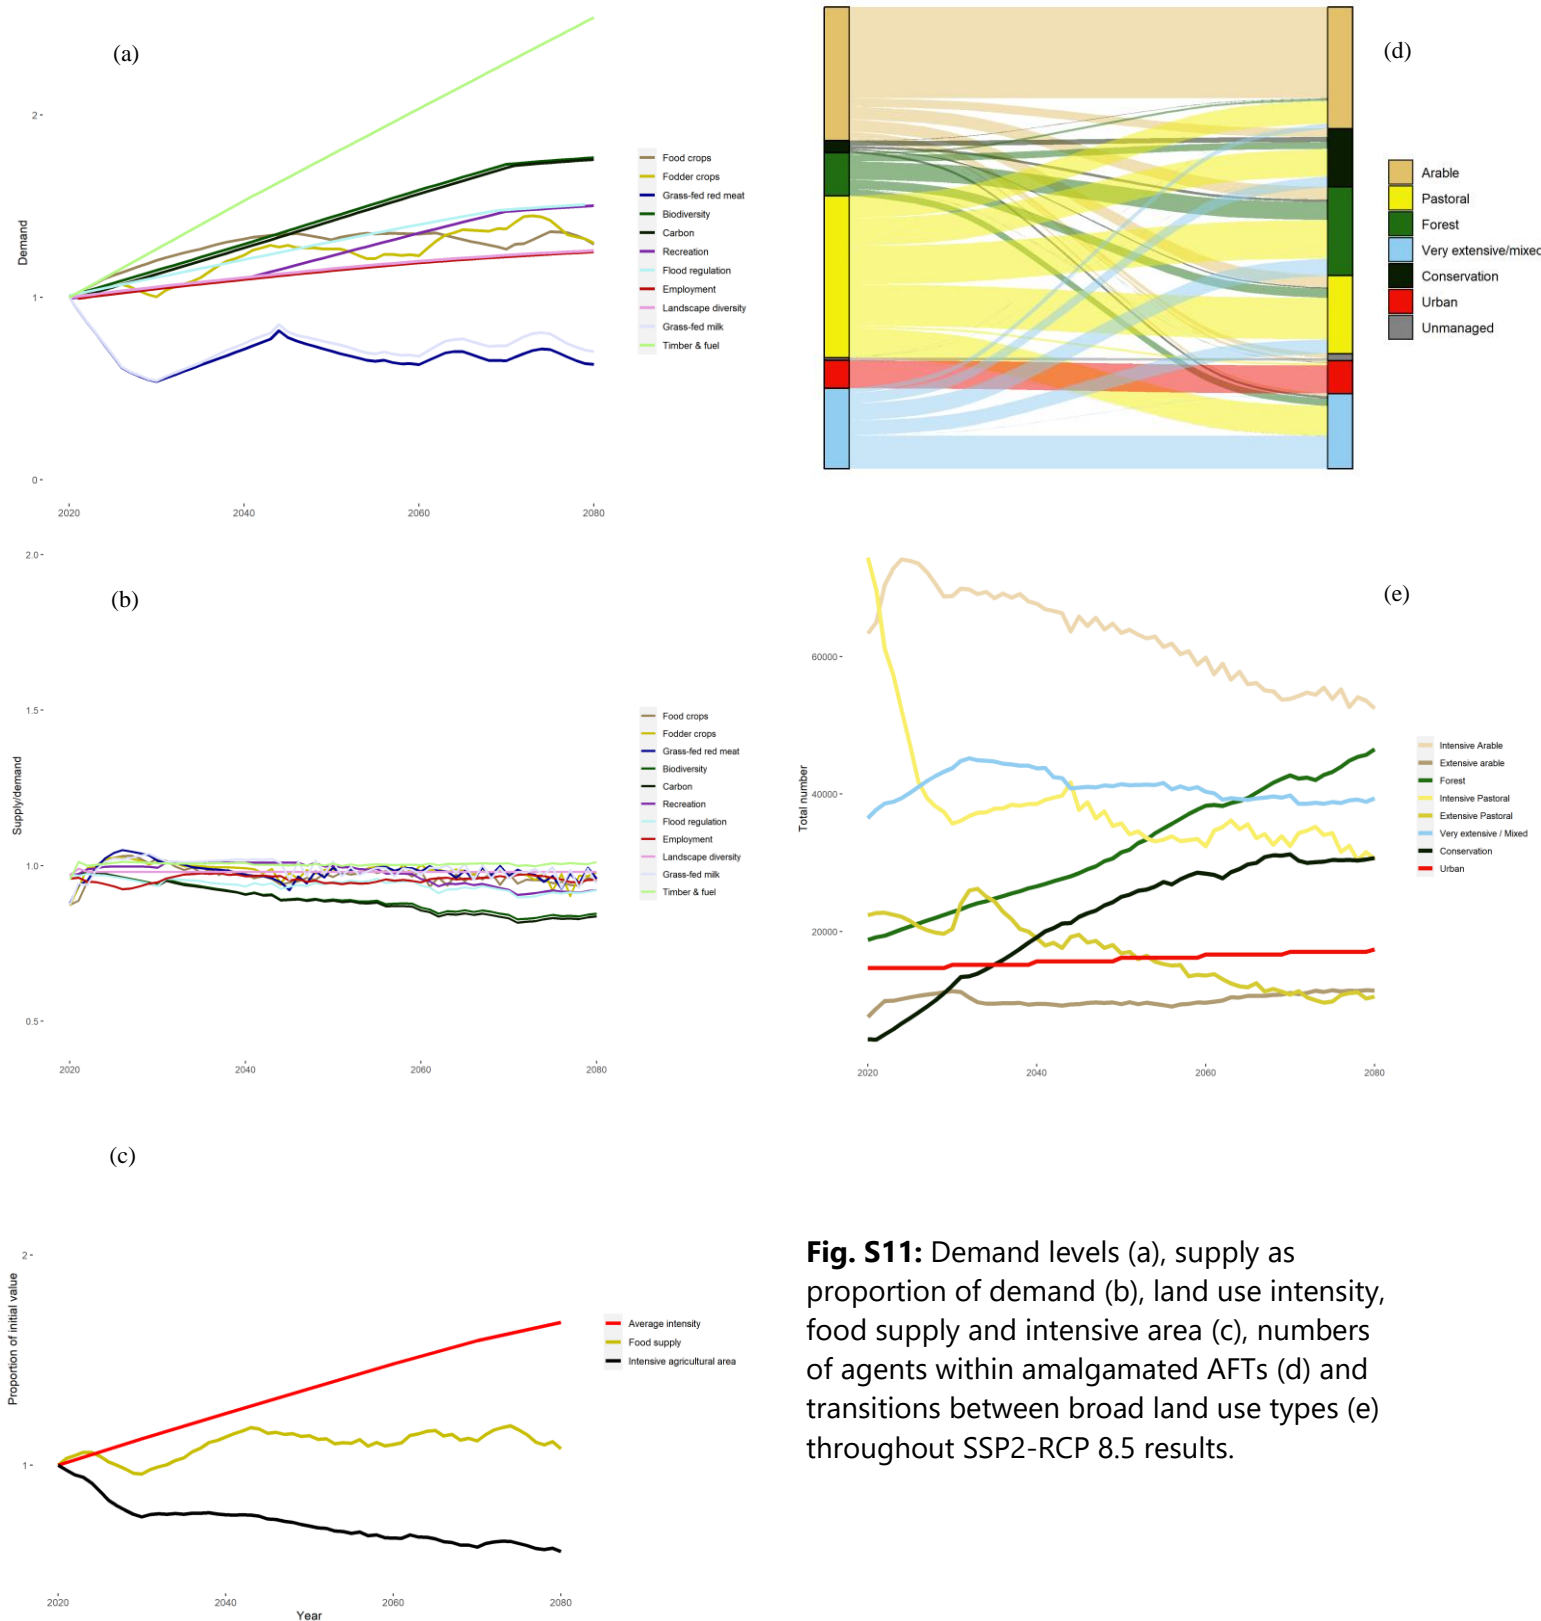 (a)
Demand
2
1
0
2020
2040
2060
2080
Food crops
Fodder crops
Grass-fed red meat
Biodiversity
Carbon
Recreation
Flood regulation
Employment
Landscape diversity
Grass-fed milk
Timber & fuel
(d)
Arable
Pastoral
Forest
Very extensive/mixed
Conservation
Urban
Unmanaged
(b)
Supply/demand
2.0
1.5
1.0
0.5
2020
2040
2060
2080
Food crops
Fodder crops
Grass-fed red meat
Biodiversity
Carbon
Recreation
Flood regulation
Employment
Landscape diversity
Grass-fed milk
Timber & fuel
(e)
Total number
60000
40000
20000
2020
2040
2060
2080
Intensive Arable
Extensive arable
Forest
Intensive Pastoral
Extensive Pastoral
Very extensive / Mixed
Conservation
Urban
(c)
Proportion of initial value
2
1
2020
2040
2060
2080
Year
Average intensity
Food supply
Intensive agricultural area
Fig. S11: Demand levels (a), supply as
proportion of demand (b), land use intensity,
food supply and intensive area (c), numbers
of agents within amalgamated AFTs (d) and
transitions between broad land use types (e)
throughout SSP2-RCP 8.5 results.